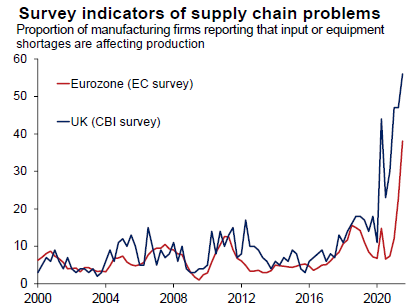 Survey indicators of supply chain problems
Proportion of manufacturing firms reporting that input or equipment
shortages are affecting production
60
50
40
30
20
10
0
Eurozone (EC survey)
UK (CBI survey)
2000 2004 2008 2012 2016 2020